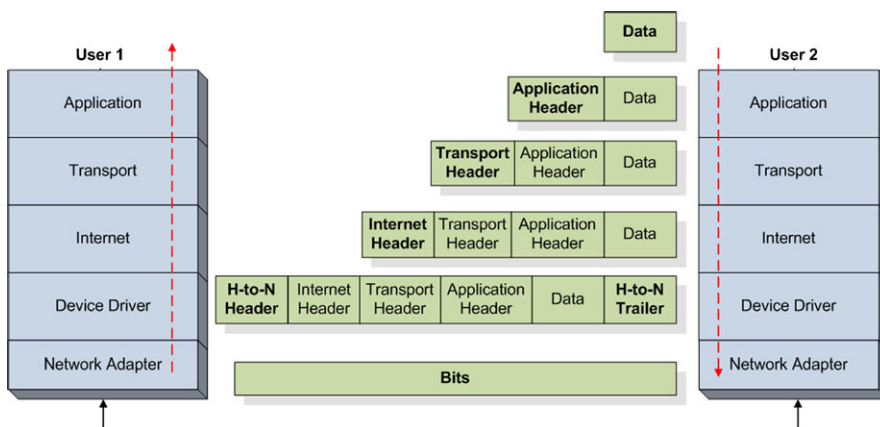 Data
User 1
User 2
Application
Application
Header
Data
Application
Transport
Transport
Header
Application
Header
Data
Transport
Internet
Internet
Header
Transport
Header
Application
Header
Data
Internet
Device Driver
H-to-N
Header
Internet
Header
Transport
Header
Application
Header
Data
H-to-N
Trailer
Device Driver
Network Adapter
Bits
Network Adapter